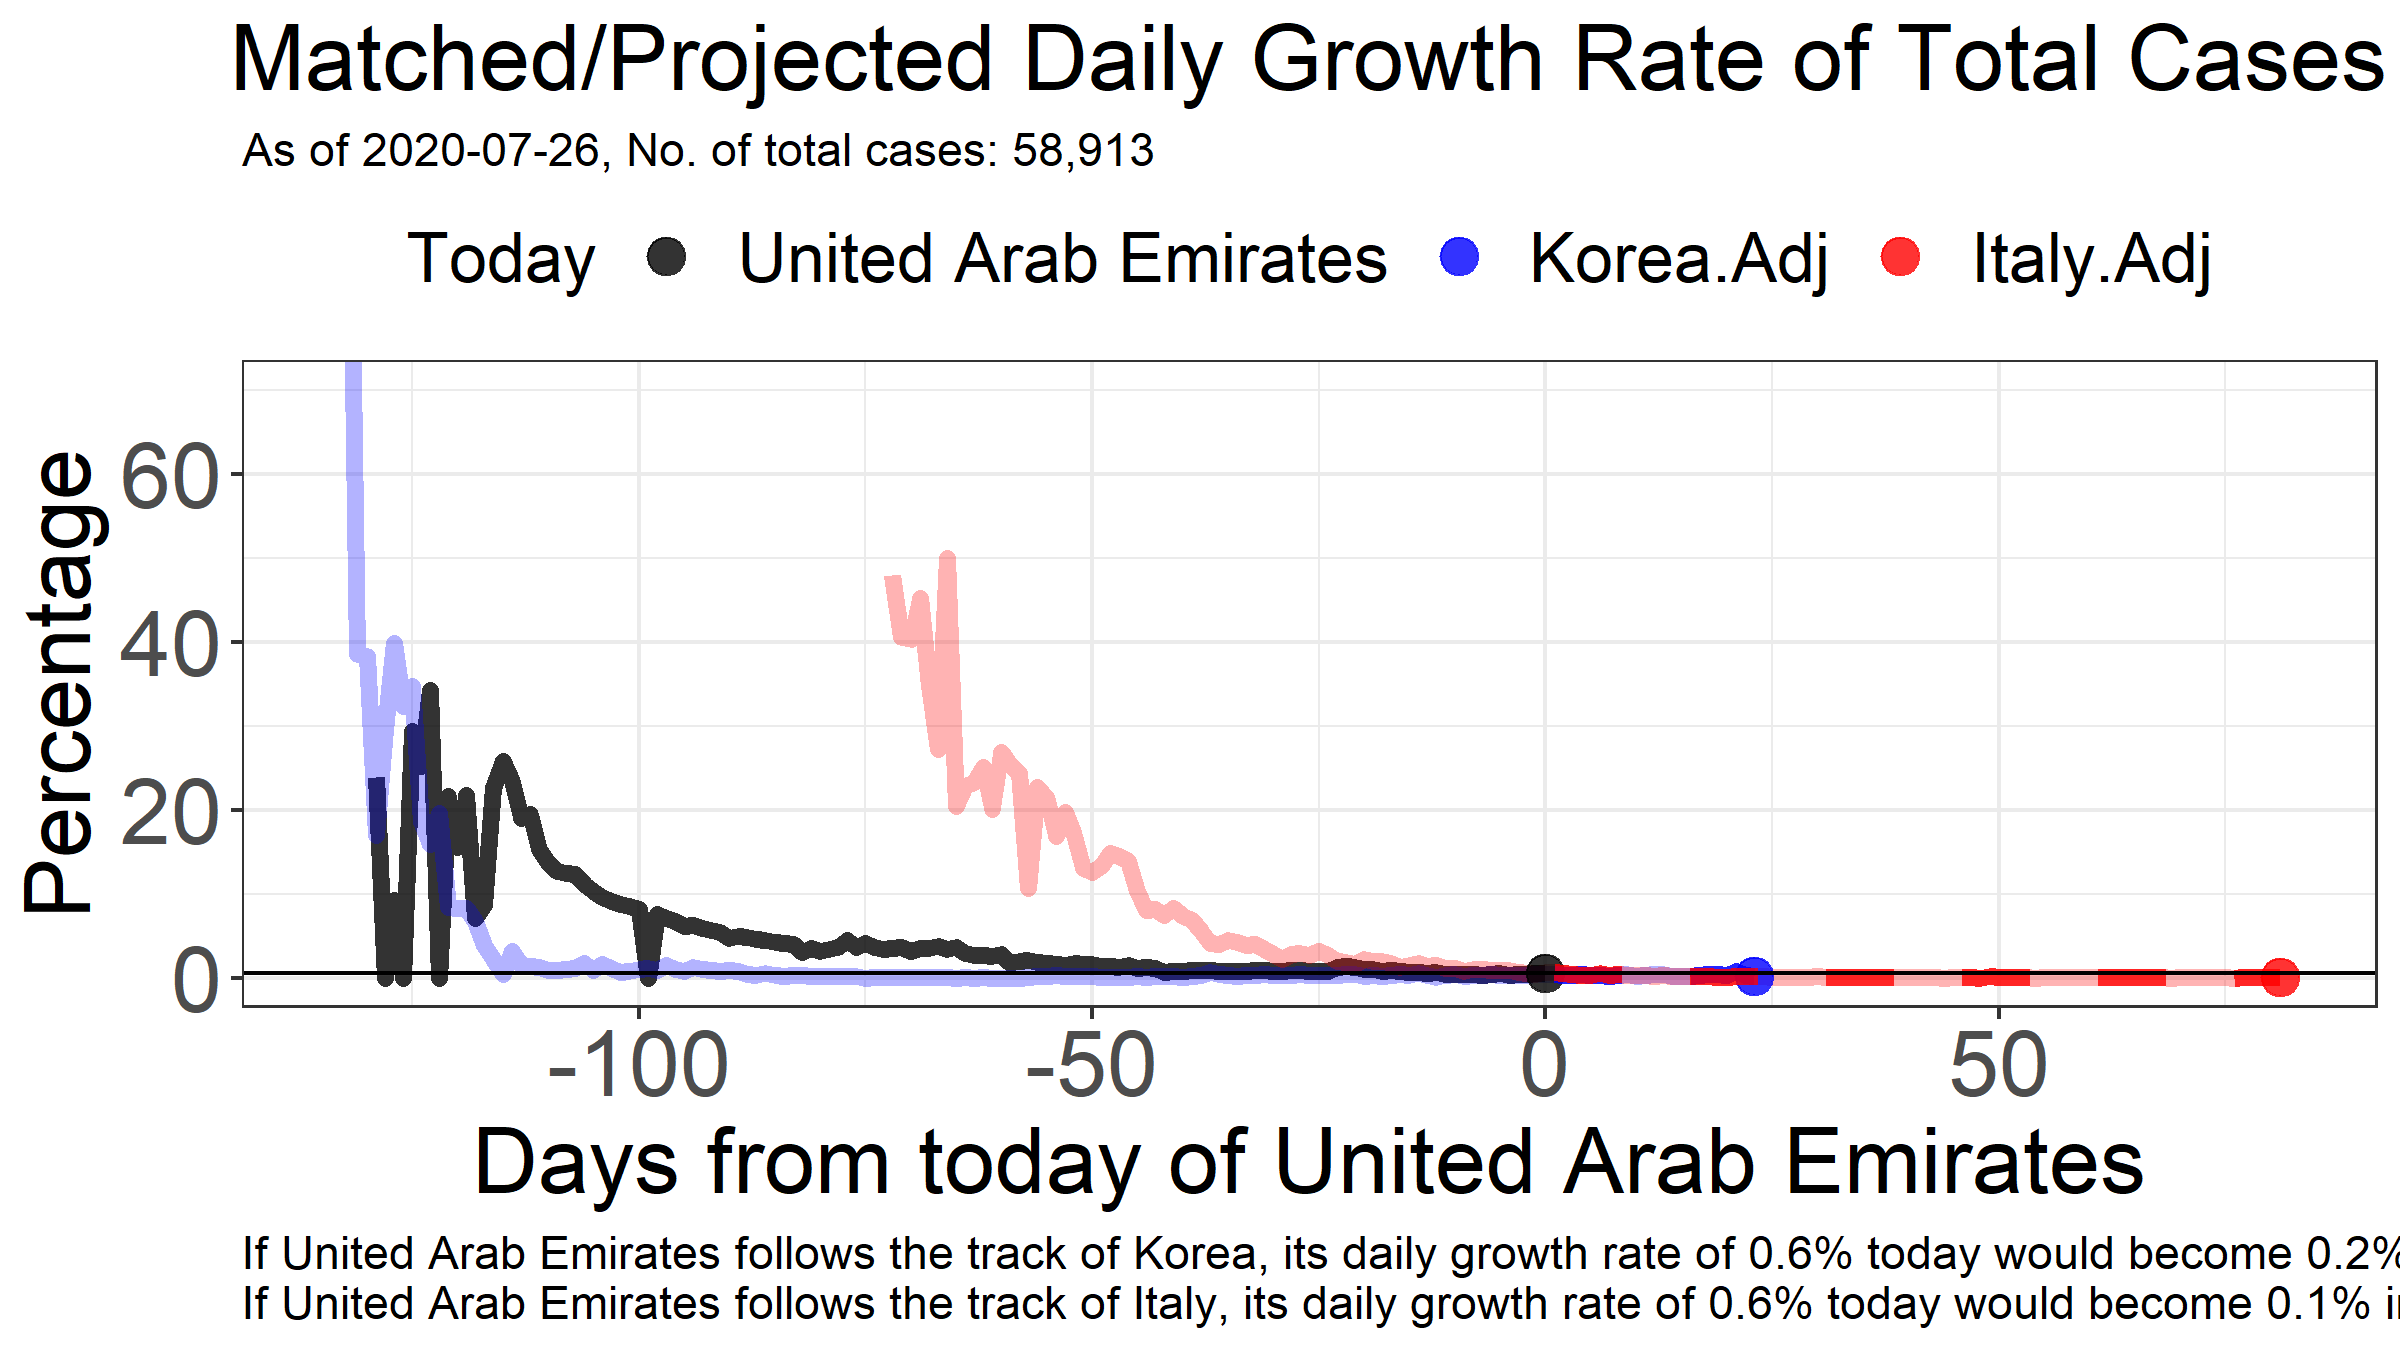 Matched/Projected Daily Growth Rate of Total Cases
As of 2020-07-26, No. of total cases: 58,913
Today United Arab Emirates Korea.Adj Italy.Adj
Percentage
60
40
20
0
-100 -50 0 50
Days from today of United Arab Emirates
If United Arab Emirates follows the track of Korea, its daily growth rate of 0.6% today would become 0.2%
If United Arab Emirates follows the track of Italy, its daily growth rate of 0.6% today would become 0.1%